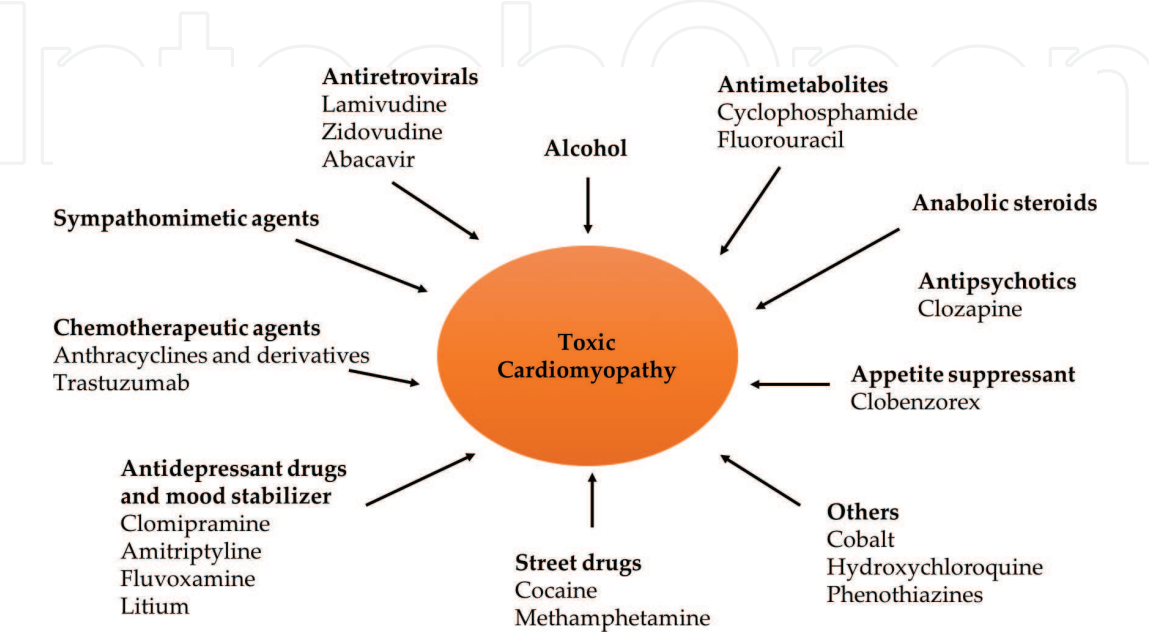 IntechOpen
Antiretrovirals
Lamivudine
Zidovudine
Abacavir
Alcohol
Antimetabolites
Cyclophosphamide
Fluorouracil
Sympathomimetic agents
Anabolic steroids
Antipsychotics
Clozapine
Chemotherapeutic agents
Anthracyclines and derivatives
Trastuzumab
Toxic
Cardiomyopathy
Appetite suppressant
Clobenzorex
Antidepressant drugs
and mood stabilizer
Clomipramine
Amitriptyline
Fluvoxamine
Litium
Street drugs
Cocaine
Methamphetamine
Others
Cobalt
Hydroxychloroquine
Phenothiazines